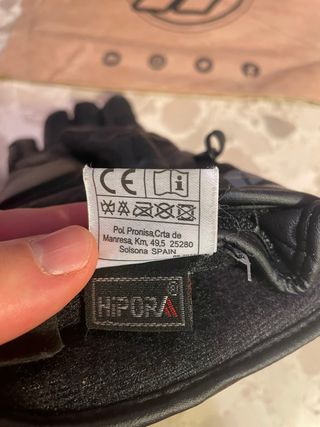 CE
Pol. Pronisa,Crta de
Manresa, Km, 49,5 25280
Solsona SPAIN
HIPORA®